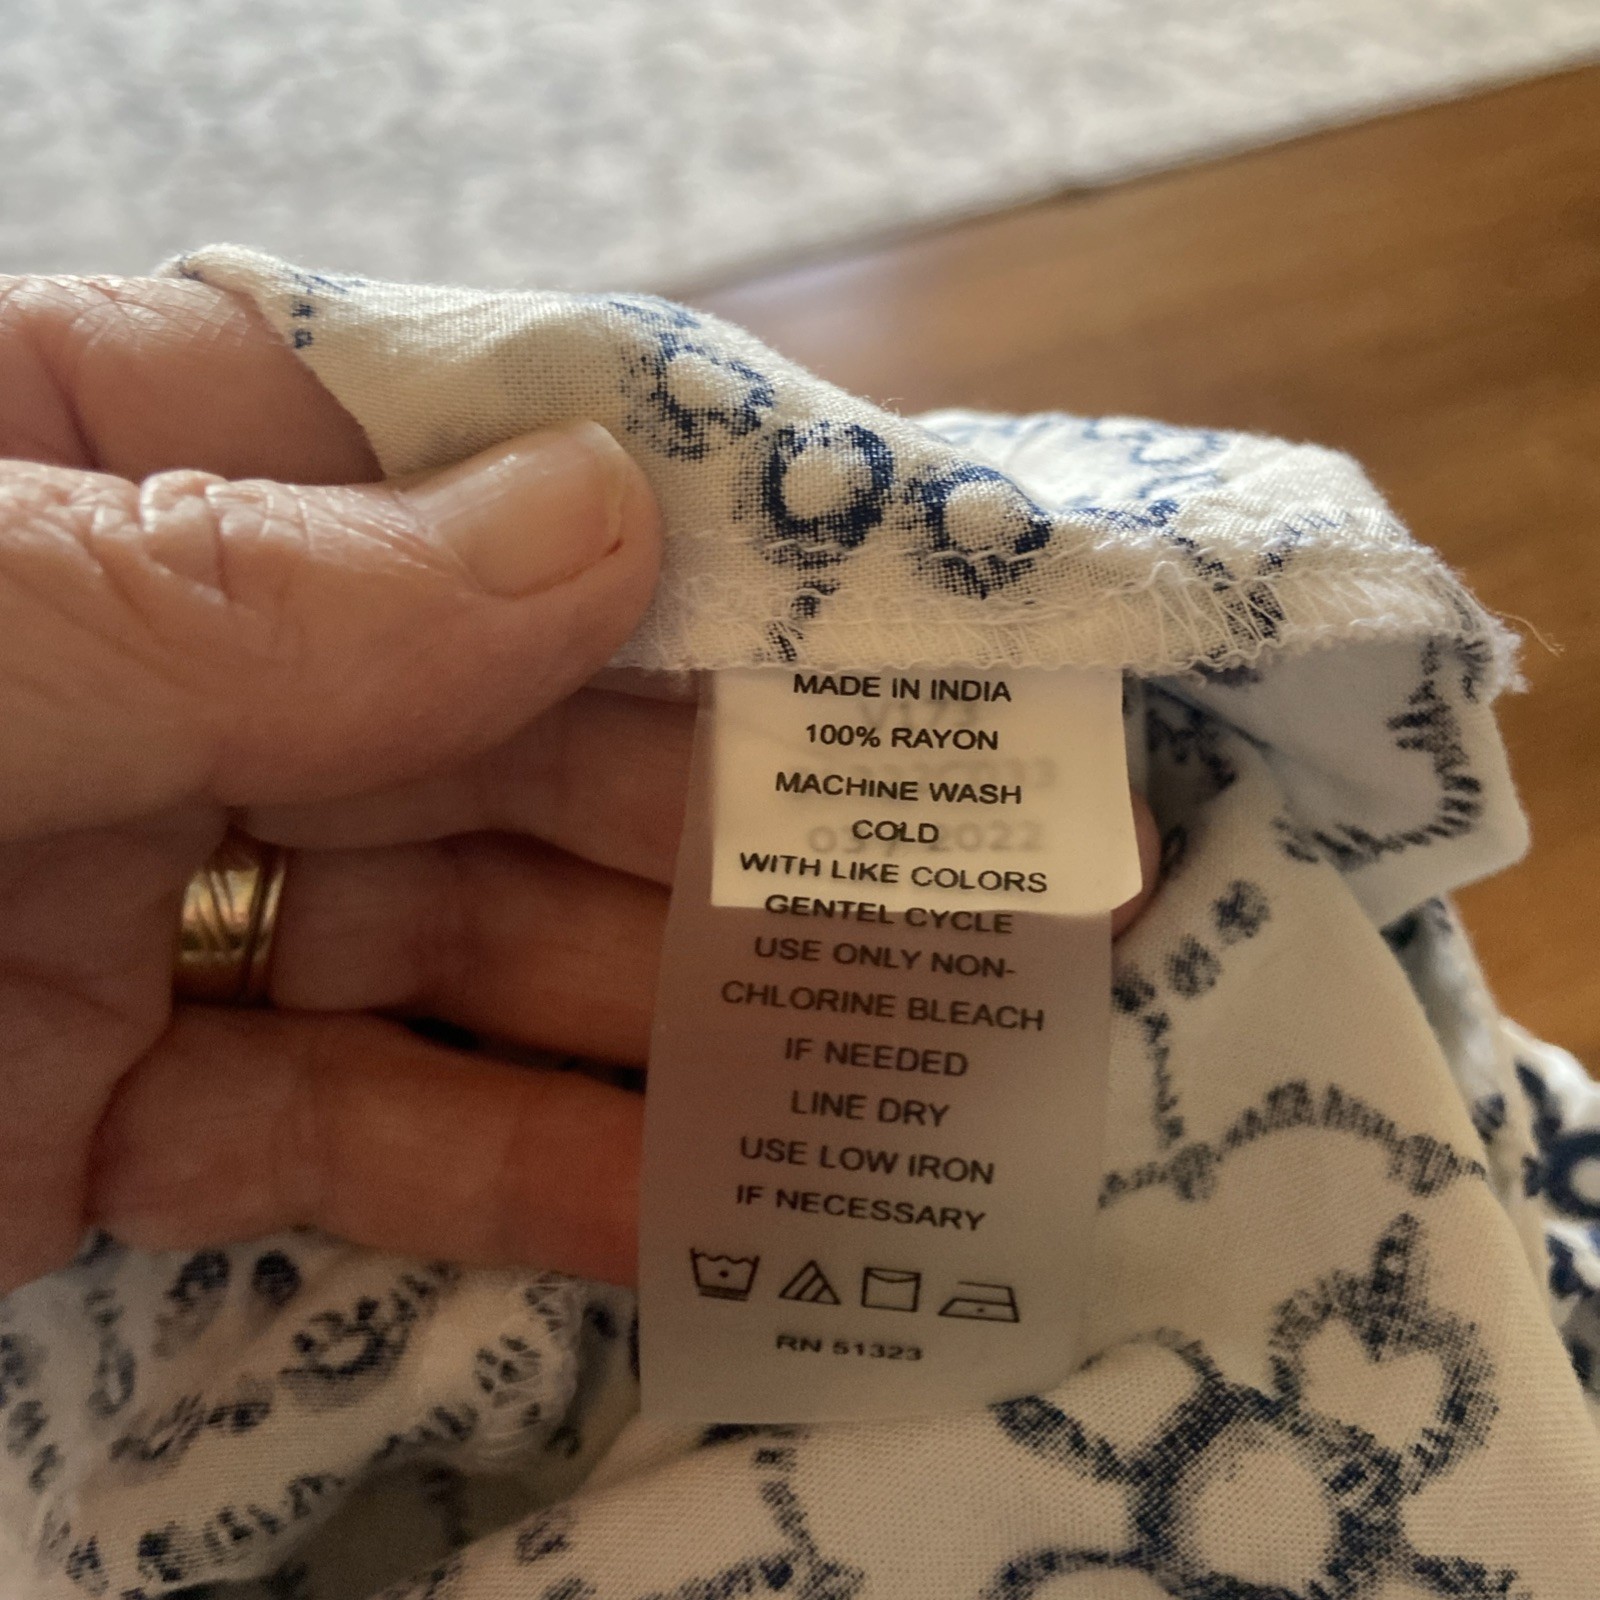 MADE IN INDIA
100% RAYON
MACHINE WASH
COLD
WITH LIKE COLORS
GENTEL CYCLE
USE ONLY NON-
CHLORINE BLEACH
IF NEEDED
LINE DRY
USE LOW IRON
IF NECESSARY
RN 51323